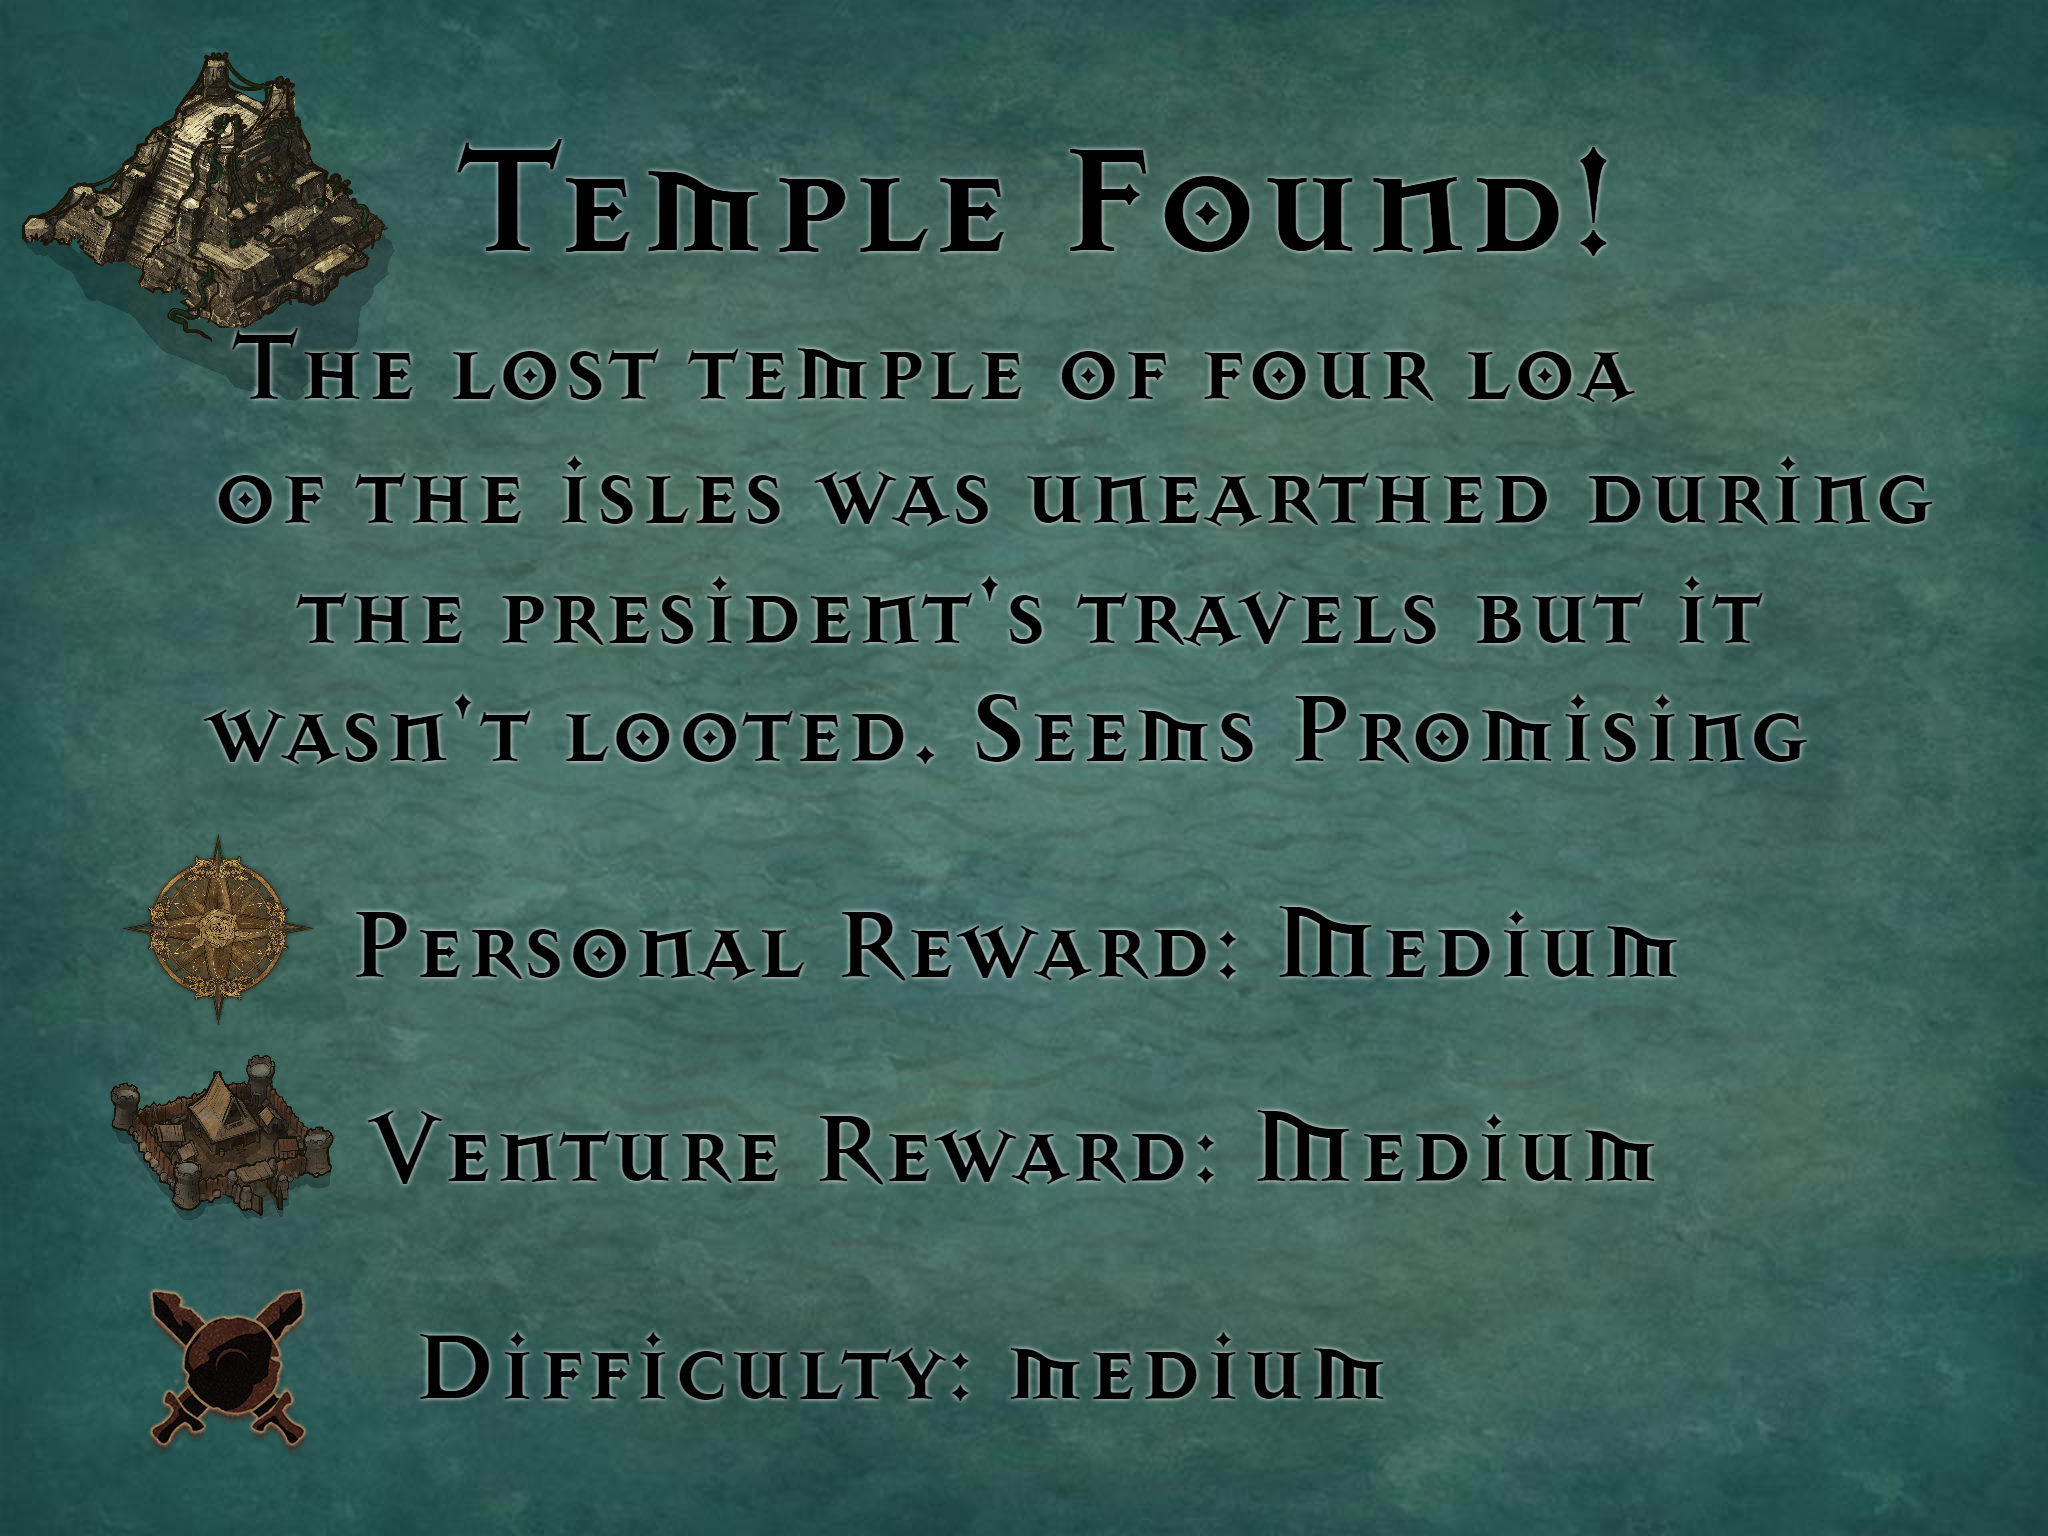 Temple Found!
The lost temple of four loa
of the isles was unearthed during
the president's travels but it
wasn't looted. Seems Promising
Personal Reward: Medium
Venture Reward: Medium
Difficulty: medium